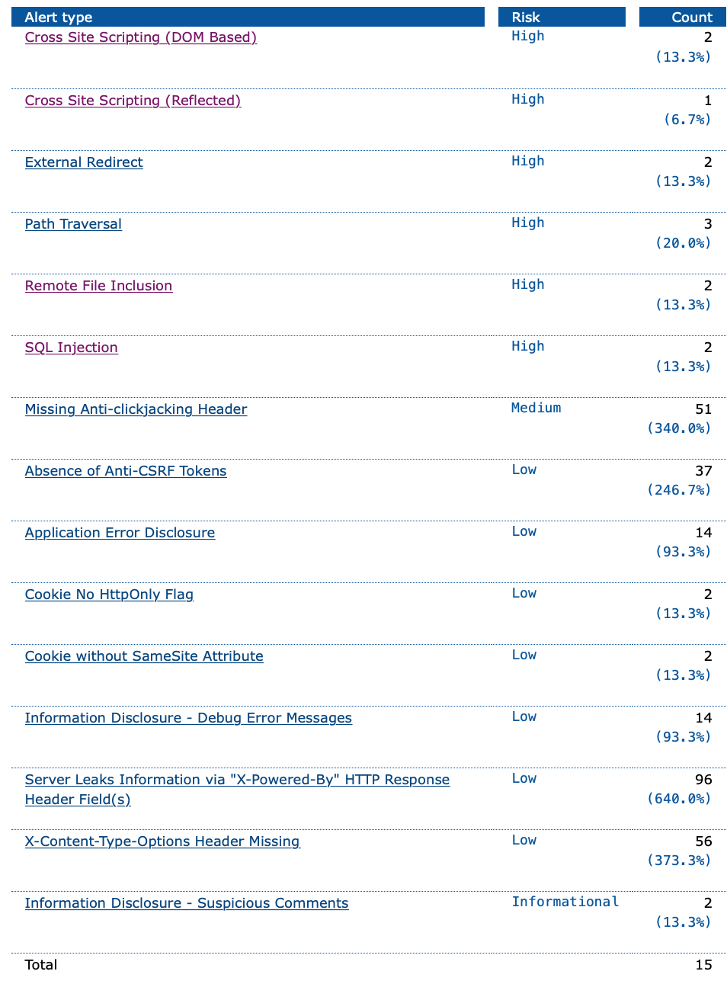 Alert type Risk Count
Cross Site Scripting (DOM Based) High 2
(13.3%)
Cross Site Scripting (Reflected) High 1
(6.7%)
External Redirect High 2
(13.3%)
Path Traversal High 3
(20.0%)
Remote File Inclusion High 2
(13.3%)
SQL Injection High 2
(13.3%)
Missing Anti-clickjacking Header Medium 51
(340.0%)
Absence of Anti-CSRF Tokens Low 37
(246.7%)
Application Error Disclosure Low 14
(93.3%)
Cookie No HttpOnly Flag Low 2
(13.3%)
Cookie without SameSite Attribute Low 2
(13.3%)
Information Disclosure - Debug Error Messages Low 14
(93.3%)
Server Leaks Information via "X-Powered-By" HTTP Response Low 96
Header Field(s) (640.0%)
X-Content-Type-Options Header Missing Low 56
(373.3%)
Information Disclosure - Suspicious Comments Informational 2
(13.3%)
Total 15